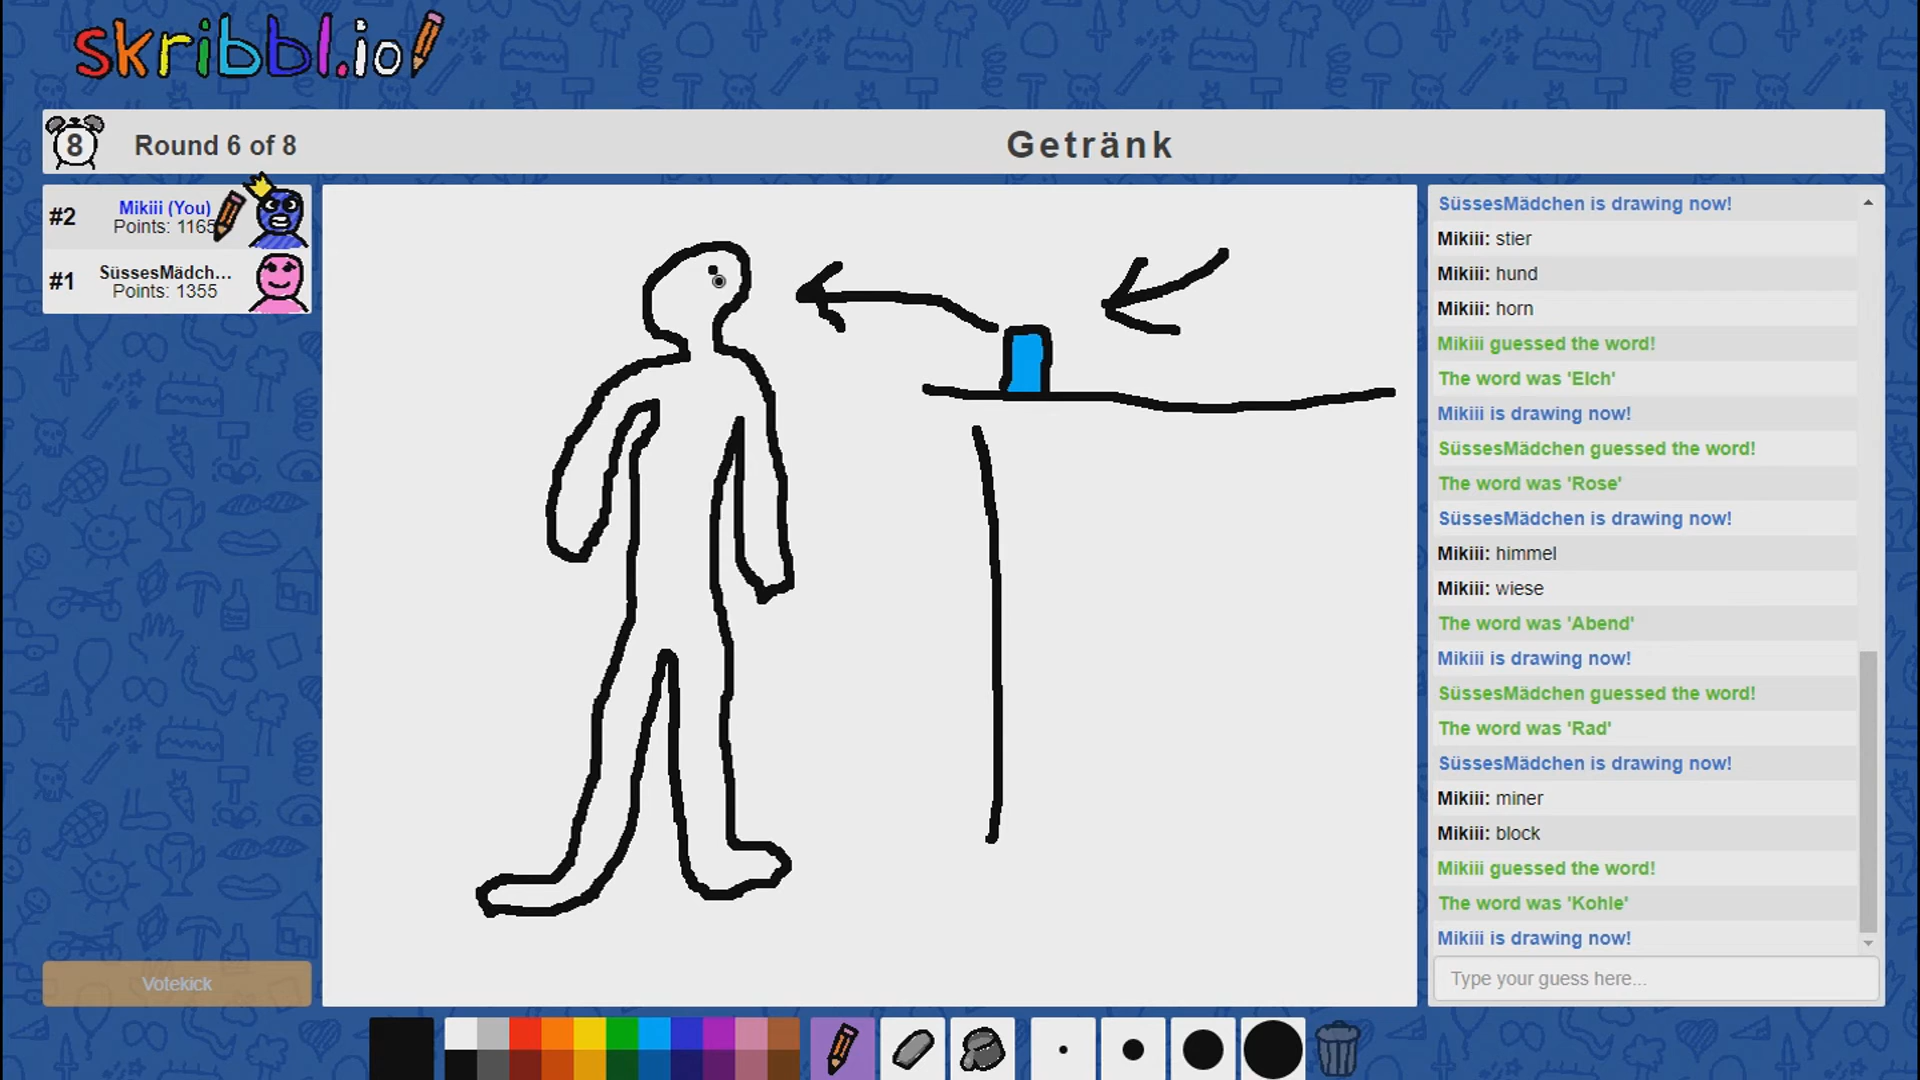 skribbl.io
8
Round 6 of 8
Getränk
#2
Mikiii (You)
Points: 1165
#1
SüssesMädch...
Points: 1355
SüssesMädchen is drawing now!
Mikiii: stier
Mikiii: hund
Mikiii: horn
Mikiii guessed the word!
The word was 'Elch'
Mikiii is drawing now!
SüssesMädchen guessed the word!
The word was 'Rose'
SüssesMädchen is drawing now!
Mikiii: himmel
Mikiii: wiese
The word was 'Abend'
Mikiii is drawing now!
SüssesMädchen guessed the word!
The word was 'Rad'
SüssesMädchen is drawing now!
Mikiii: miner
Mikiii: block
Mikiii guessed the word!
The word was 'Kohle'
Mikiii is drawing now!
Type your guess here...
Votekick